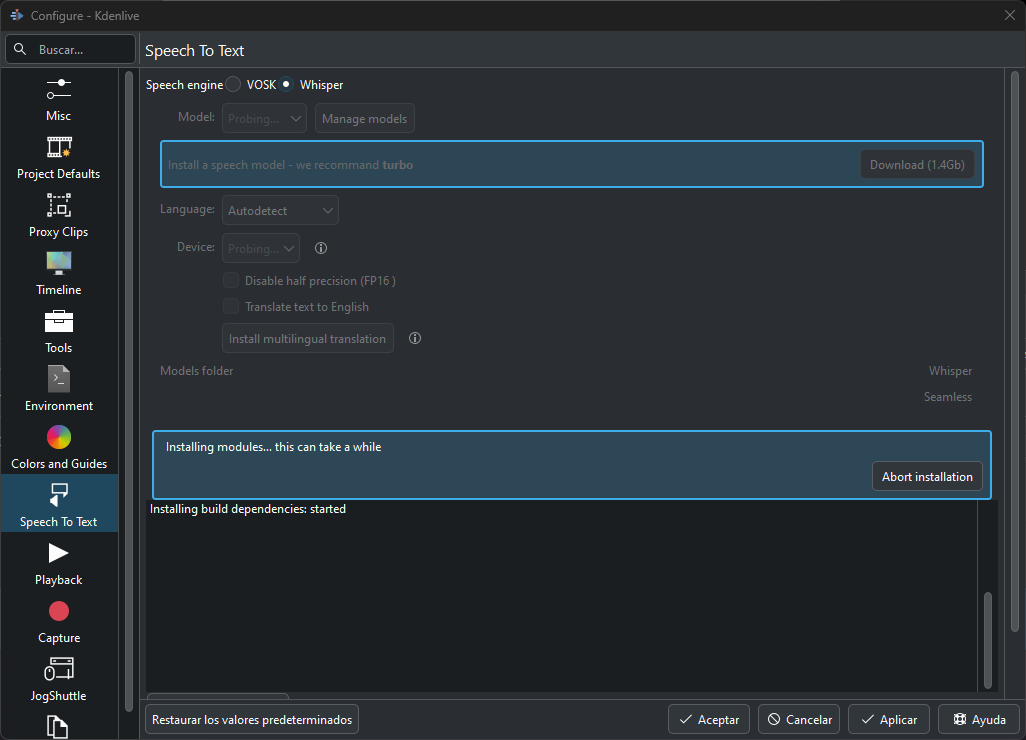 Configure - Kdenlive
Buscar...
Speech To Text
Misc
Project Defaults
Proxy Clips
Timeline
Tools
Environment
Colors and Guides
Speech To Text
Playback
Capture
JogShuttle
Speech engine VOSK Whisper
Model: Probing... Manage models
Install a speech model - we recommand turbo Download (1.4Gb)
Language: Autodetect
Device: Probing...
Disable half precision (FP16 )
Translate text to English
Install multilingual translation
Models folder Whisper
Seamless
Installing modules... this can take a while
Abort installation
Installing build dependencies: started
Restaurar los valores predeterminados Aceptar Cancelar Aplicar Ayuda